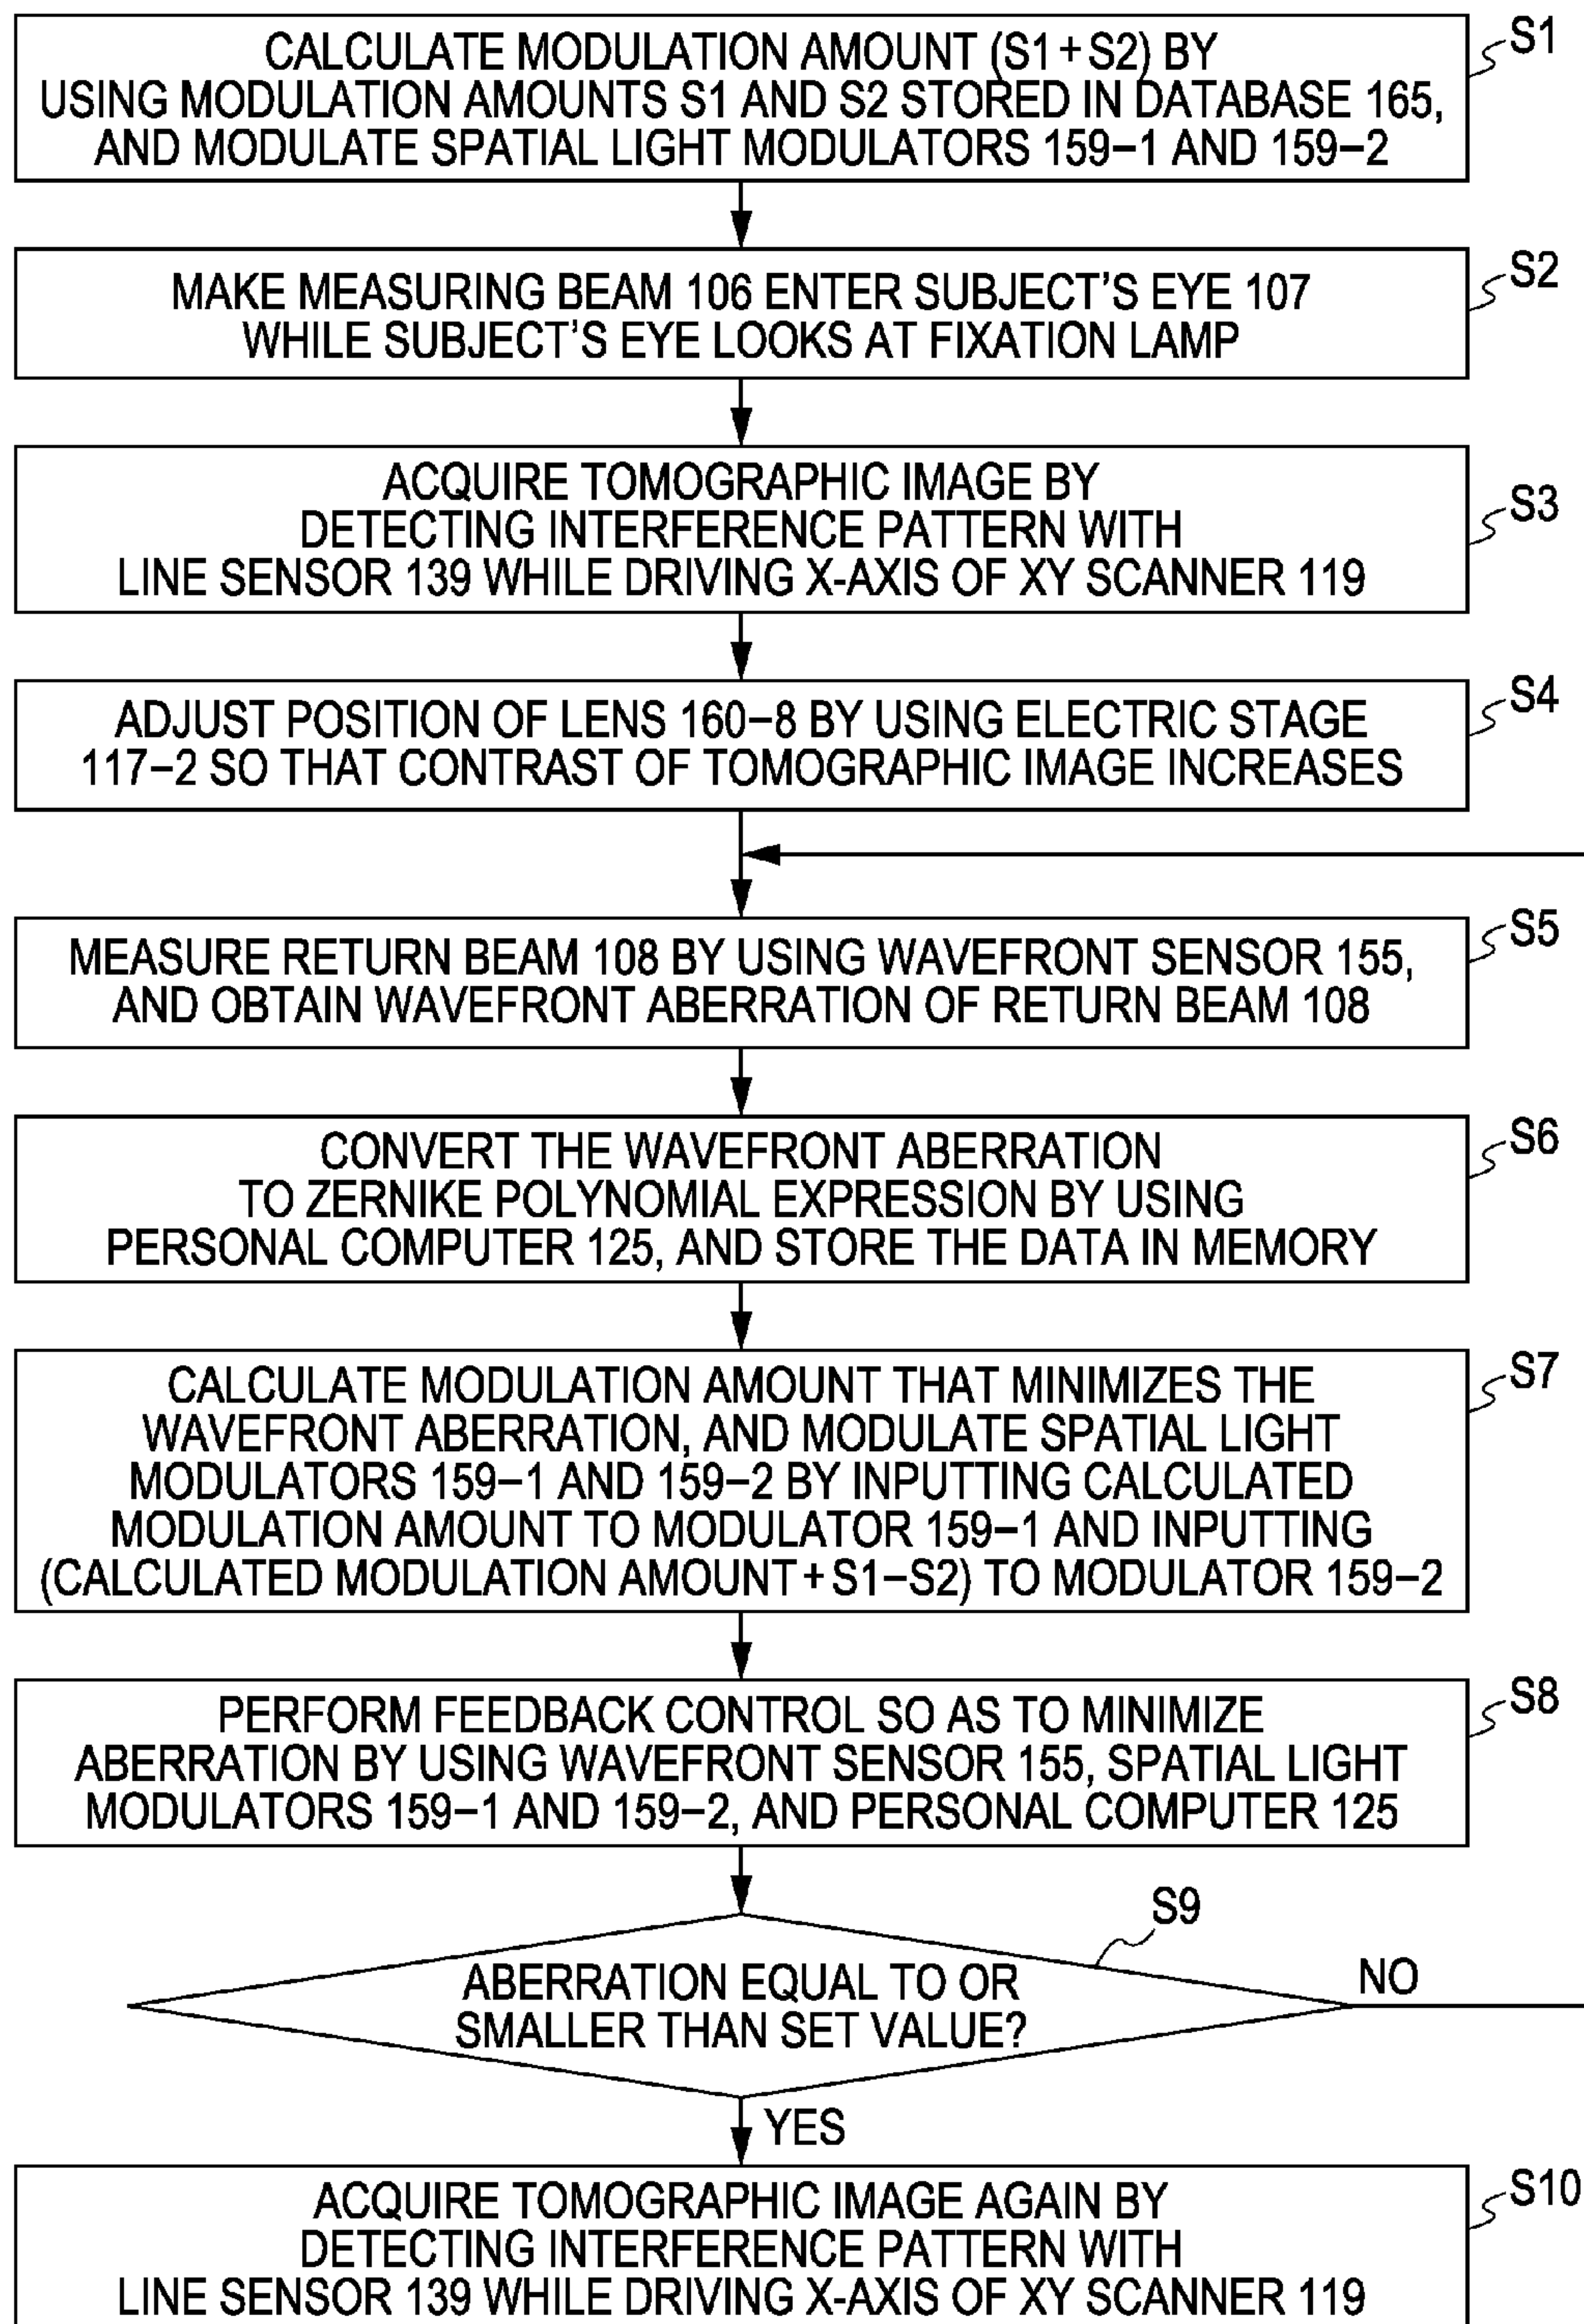 CALCULATE MODULATION AMOUNT (S1+S2) BY
USING MODULATION AMOUNTS S1 AND S2 STORED IN DATABASE 165,
AND MODULATE SPATIAL LIGHT MODULATORS 159-1 AND 159-2
S1
MAKE MEASURING BEAM 106 ENTER SUBJECT'S EYE 107
WHILE SUBJECT'S EYE LOOKS AT FIXATION LAMP
S2
ACQUIRE TOMOGRAPHIC IMAGE BY
DETECTING INTERFERENCE PATTERN WITH
LINE SENSOR 139 WHILE DRIVING X-AXIS OF XY SCANNER 119
S3
ADJUST POSITION OF LENS 160-8 BY USING ELECTRIC STAGE
117-2 SO THAT CONTRAST OF TOMOGRAPHIC IMAGE INCREASES
S4
MEASURE RETURN BEAM 108 BY USING WAVEFRONT SENSOR 155,
AND OBTAIN WAVEFRONT ABERRATION OF RETURN BEAM 108
S5
CONVERT THE WAVEFRONT ABERRATION
TO ZERNIKE POLYNOMIAL EXPRESSION BY USING
PERSONAL COMPUTER 125, AND STORE THE DATA IN MEMORY
S6
CALCULATE MODULATION AMOUNT THAT MINIMIZES THE
WAVEFRONT ABERRATION, AND MODULATE SPATIAL LIGHT
MODULATORS 159-1 AND 159-2 BY INPUTTING CALCULATED
MODULATION AMOUNT TO MODULATOR 159-1 AND INPUTTING
(CALCULATED MODULATION AMOUNT+S1-S2) TO MODULATOR 159-2
S7
PERFORM FEEDBACK CONTROL SO AS TO MINIMIZE
ABERRATION BY USING WAVEFRONT SENSOR 155, SPATIAL LIGHT
MODULATORS 159-1 AND 159-2, AND PERSONAL COMPUTER 125
S8
S9
ABERRATION EQUAL TO OR
SMALLER THAN SET VALUE?
NO
YES
ACQUIRE TOMOGRAPHIC IMAGE AGAIN BY
DETECTING INTERFERENCE PATTERN WITH
LINE SENSOR 139 WHILE DRIVING X-AXIS OF XY SCANNER 119
S10